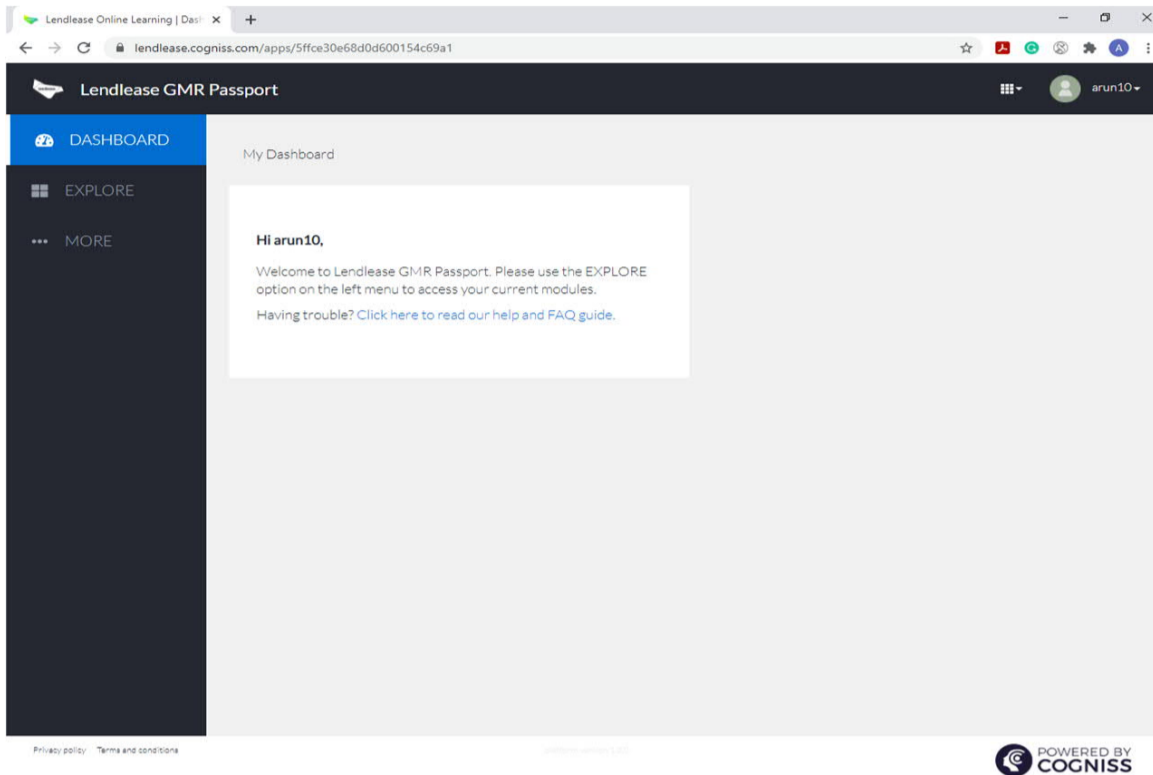 Lendlease Online Learning | Dash
lendlease.cogniss.com/apps/5ffce30e68d0d600154c69a1
A
Lendlease GMR Passport
arun10
DASHBOARD
EXPLORE
MORE
My Dashboard
Hi arun10,
Welcome to Lendlease GMR Passport. Please use the EXPLORE
option on the left menu to access your current modules.
Having trouble? Click here to read our help and FAQ guide.
Privacy policy Terms and conditions
POWERED BY
COGNISS